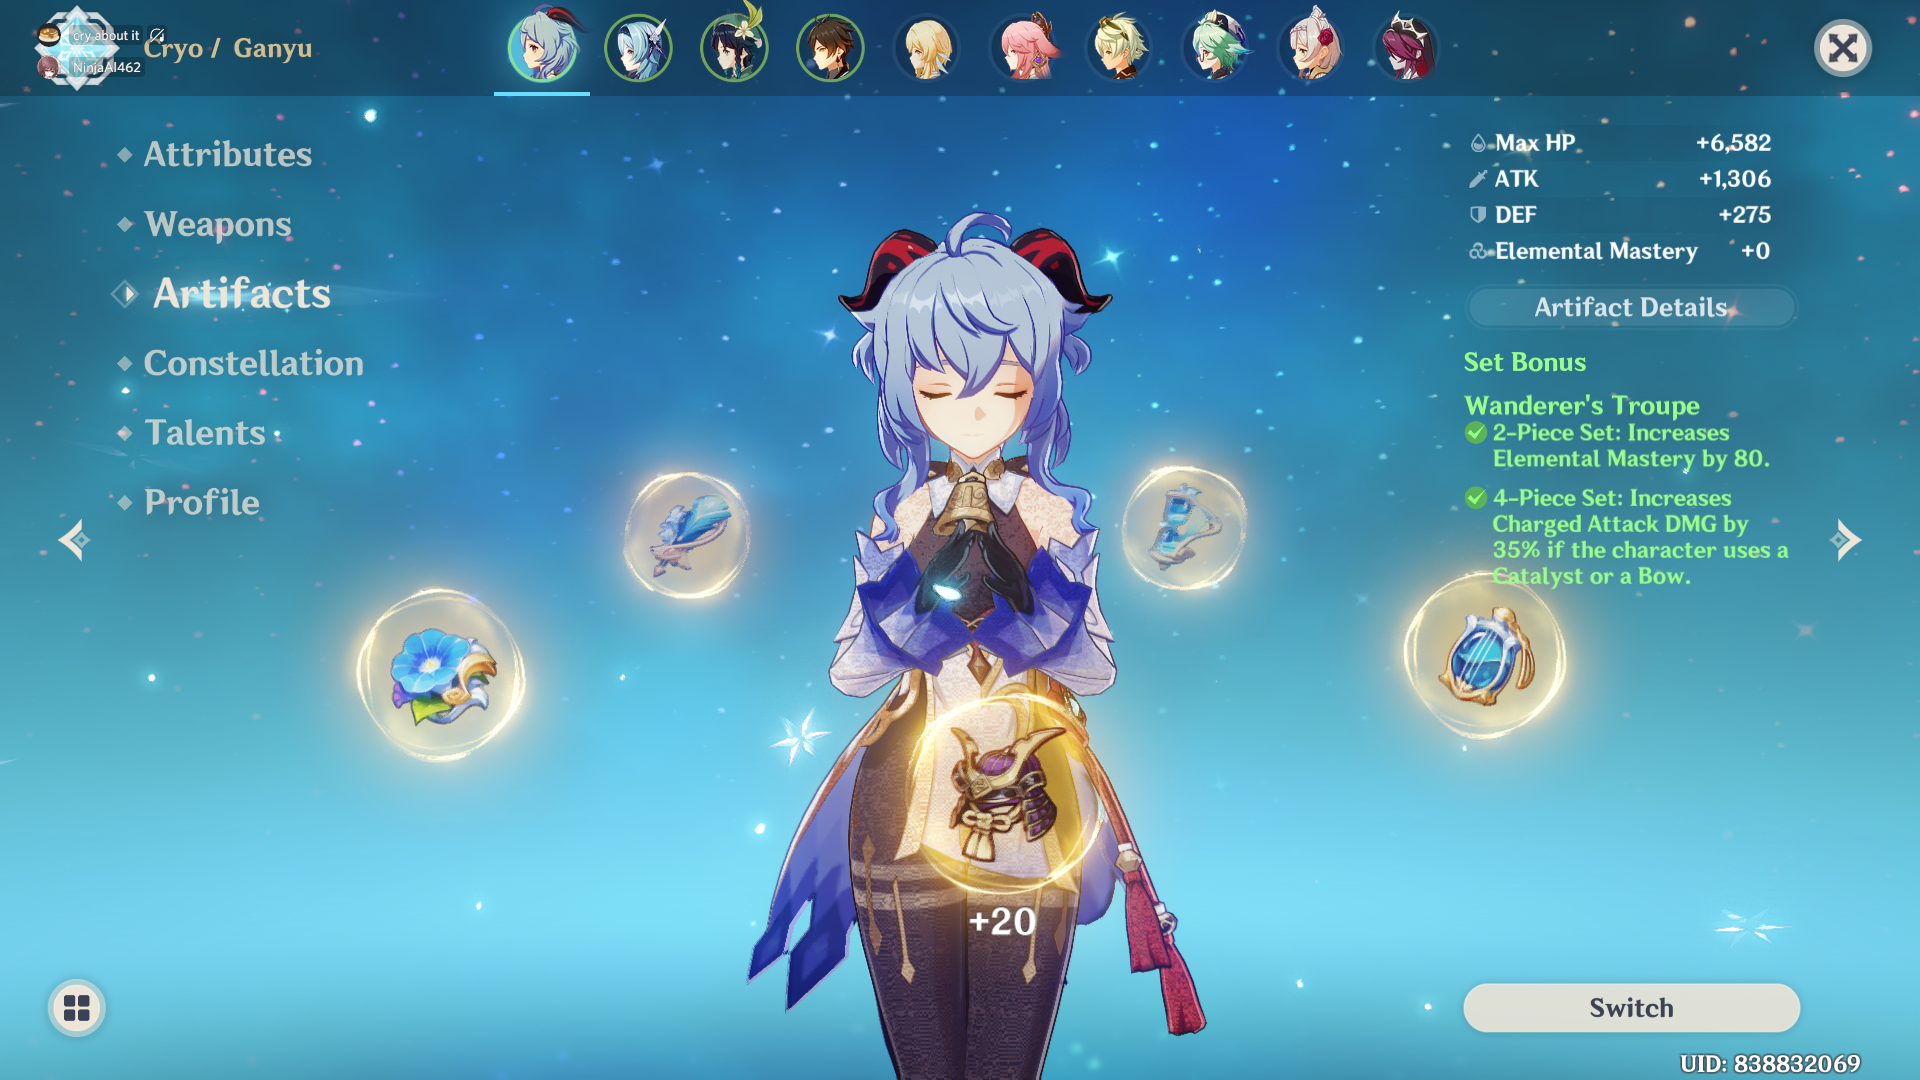 cry about it
NinjaAI462
Cryo / Ganyu
Attributes
Weapons
Artifacts
Constellation
Talents
Profile
Max HP +6,582
ATK +1,306
DEF +275
Elemental Mastery +0
Artifact Details
Set Bonus
Wanderer's Troupe
2-Piece Set: Increases
Elemental Mastery by 80.
4-Piece Set: Increases
Charged Attack DMG by
35% if the character uses a
Catalyst or a Bow.
+20
Switch
UID: 838832069